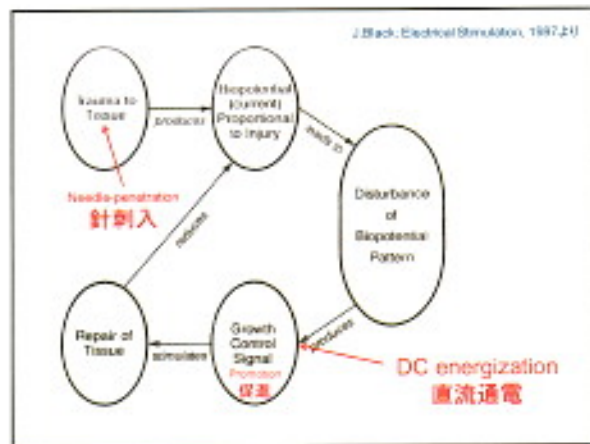 J.Black; Electrical Stimulation, 1987より
Trauma to
Tissue
produces
Biopotential
(current)
Proportional
to Injury
leads to
Disturbance
of
Biopotential
Pattern
Needle-penetration
針刺入
reduces
produces
Repair of
Tissue
stimulates
Growth
Control
Signal
Promotion
促進
DC energization
直流通電